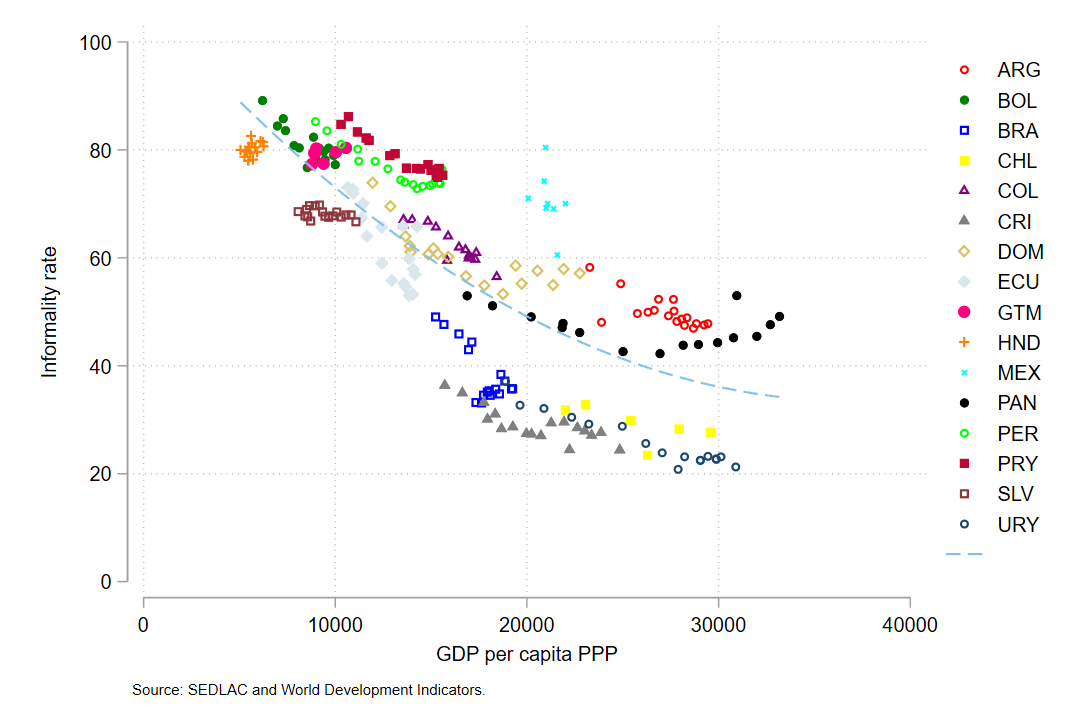 100
80
60
40
20
0
Informality rate
0 10000 20000 30000 40000
GDP per capita PPP
ARG
BOL
BRA
CHL
COL
CRI
DOM
ECU
GTM
HND
MEX
PAN
PER
PRY
SLV
URY
Source: SEDLAC and World Development Indicators.